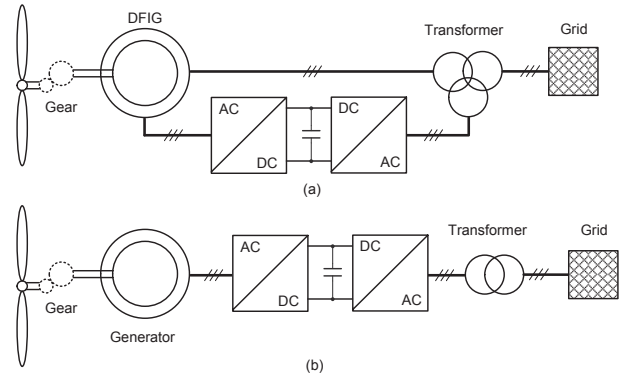 DFIG
Transformer
Grid
Gear
AC
DC
DC
AC
(a)
Transformer
Grid
AC
DC
DC
AC
Gear
Generator
(b)